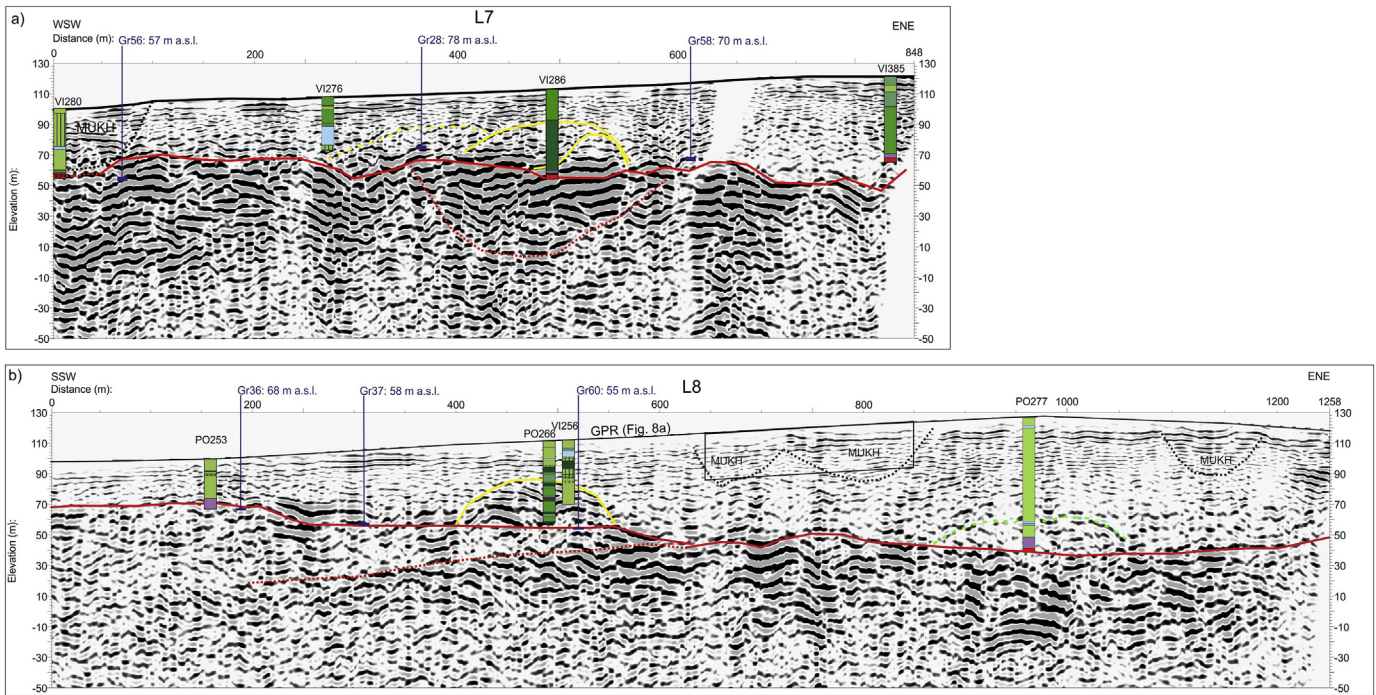 a) WSW L7 ENE
Distance (m): Gr56: 57 m a.s.l. Gr28: 78 m a.s.l. Gr58: 70 m a.s.l.
0 200 400 600 848
130 130
VI280 VI276 VI286 VI385
110 110
MUKH
90 90
70 70
50 50
Elevation (m):
30 30
10 10
-10 -10
-30 -30
-50 -50
b) SSW L8 ENE
Distance (m): Gr36: 68 m a.s.l. Gr37: 58 m a.s.l. Gr60: 55 m a.s.l.
0 200 400 600 800 1000 1200 1258
PO277
130 130
PO253 PO266 VI256 GPR (Fig. 8a)
110 110
MUKH MUKH MUKH
90 90
70 70
50 50
Elevation (m):
30 30
10 10
-10 -10
-30 -30
-50 -50